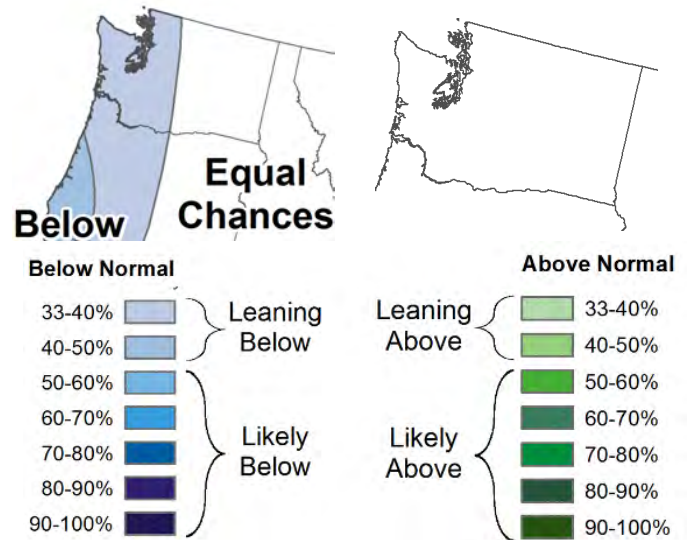 Equal
Chances
Below
Below Normal
33-40%
40-50%
50-60%
60-70%
70-80%
80-90%
90-100%
Leaning
Below
Likely
Below
Above Normal
Leaning
Above
Likely
Above
33-40%
40-50%
50-60%
60-70%
70-80%
80-90%
90-100%